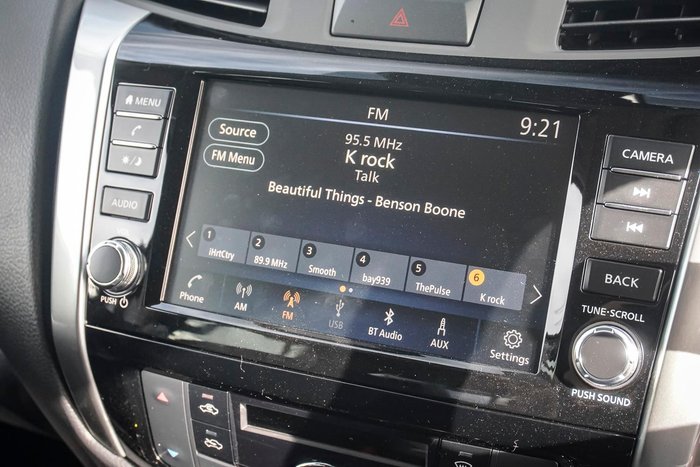 MENU
AUDIO
VOL
PUSH
FM
9:21
Source
FM Menu
95.5 MHz
K rock
Talk
Beautiful Things - Benson Boone
1 iHrtCtry
2 89.9 MHz
3 Smooth
4 bay939
5 ThePulse
6 K rock
Phone
AM
FM
USB
BT Audio
AUX
Settings
CAMERA
BACK
TUNE·SCROLL
PUSH SOUND